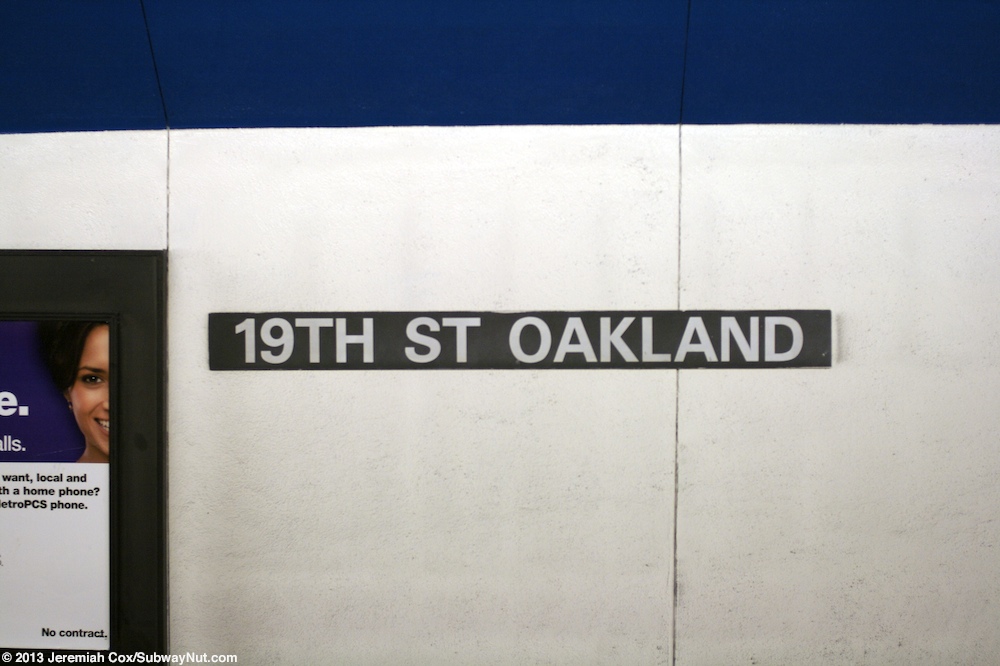 19TH ST OAKLAND
e.
alls.
want, local and
th a home phone?
etroPCS phone.
No contract.
© 2013 Jeremiah Cox/SubwayNut.com